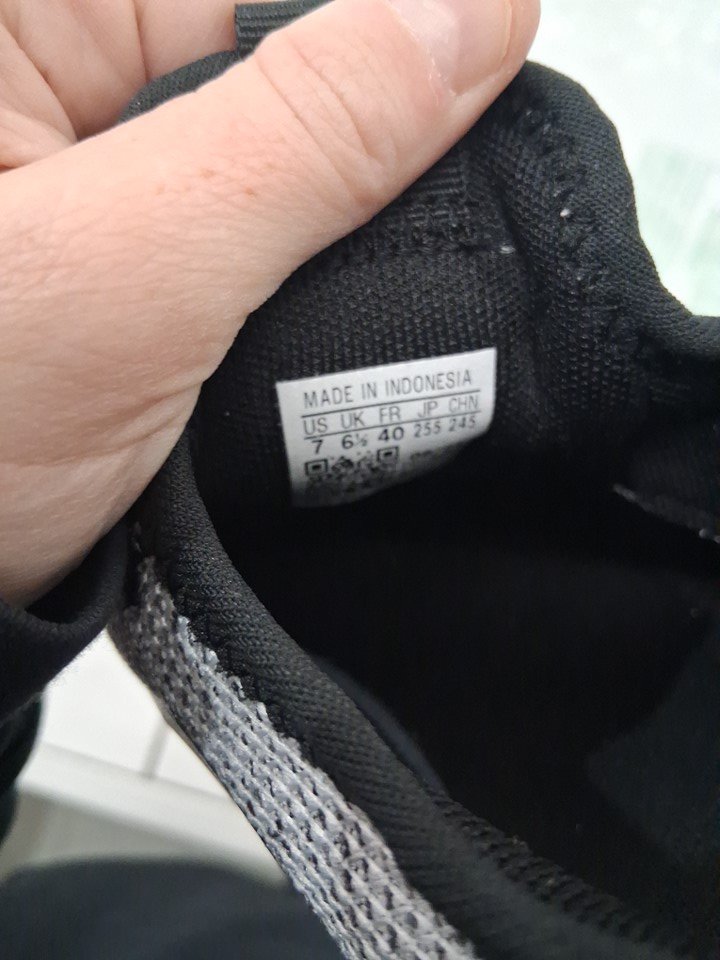 MADE IN INDONESIA
US UK FR JP CHN
7 6½ 40 255 245